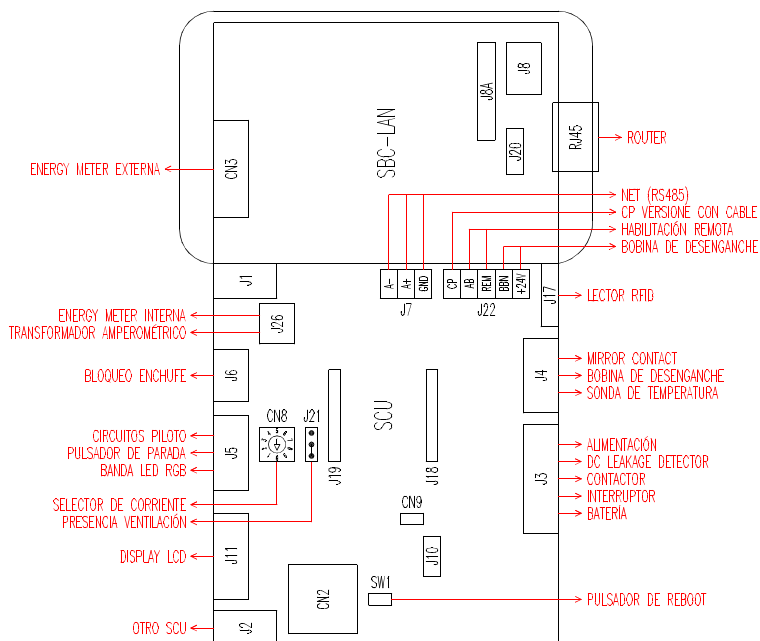 J8
J8A
SBC-LAN
RJ45
ROUTER
J20
CN3
ENERGY METER EXTERNA
NET (RS485)
CP VERSIONE CON CABLE
HABILITACIÓN REMOTA
BOBINA DE DESENGANCHE
J1
A-
A+
GND
CP
AB
REM
BBN
+24V
J17
LECTOR RFID
J7
J22
ENERGY METER INTERNA
TRANSFORMADOR AMPEROMÉTRICO
J26
MIRROR CONTACT
BOBINA DE DESENGANCHE
SONDA DE TEMPERATURA
J4
BLOQUEO ENCHUFE
J6
SCU
CN8
J21
CIRCUITOS PILOTO
PULSADOR DE PARADA
BANDA LED RGB
J5
J19
J18
J3
ALIMENTACIÓN
DC LEAKAGE DETECTOR
CONTACTOR
INTERRUPTOR
BATERÍA
SELECTOR DE CORRIENTE
PRESENCIA VENTILACIÓN
CN9
DISPLAY LCD
J11
J10
SW1
CN2
PULSADOR DE REBOOT
OTRO SCU
J2